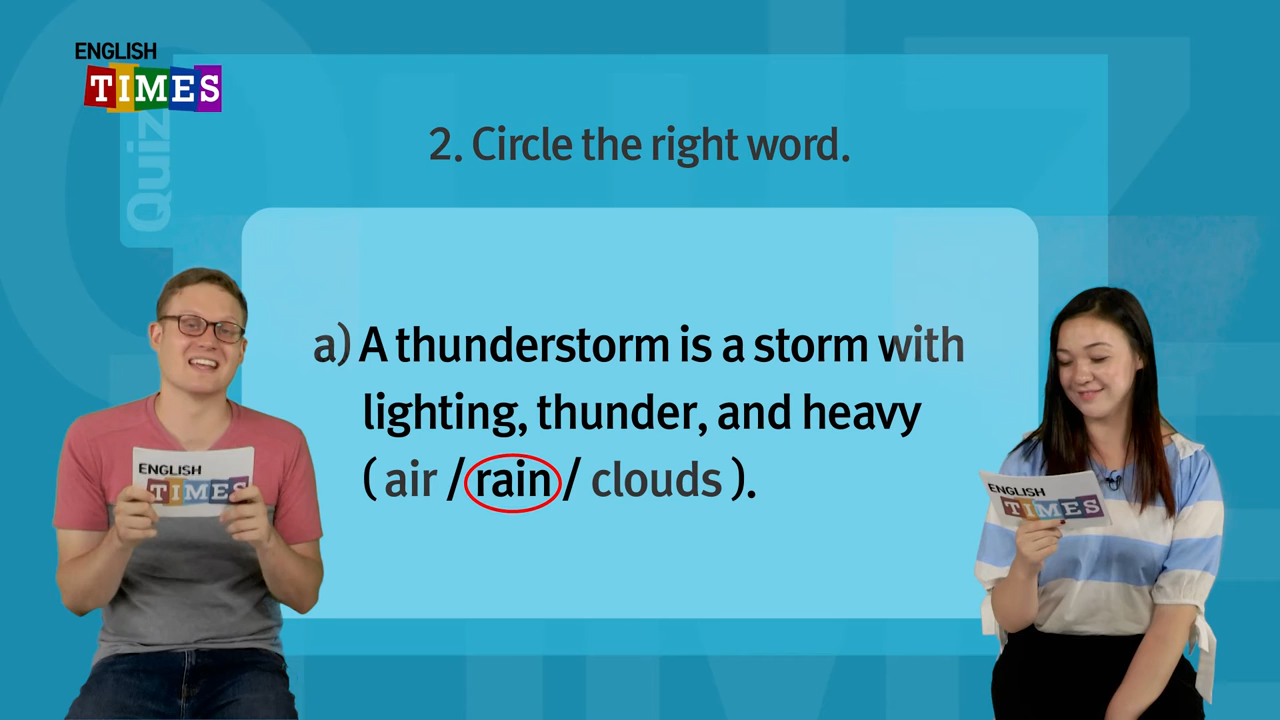 ENGLISH
TIMES
Quiz
2. Circle the right word.
a) A thunderstorm is a storm with
lighting, thunder, and heavy
( air / rain / clouds ).
ENGLISH
TIMES
ENGLISH
TIMES